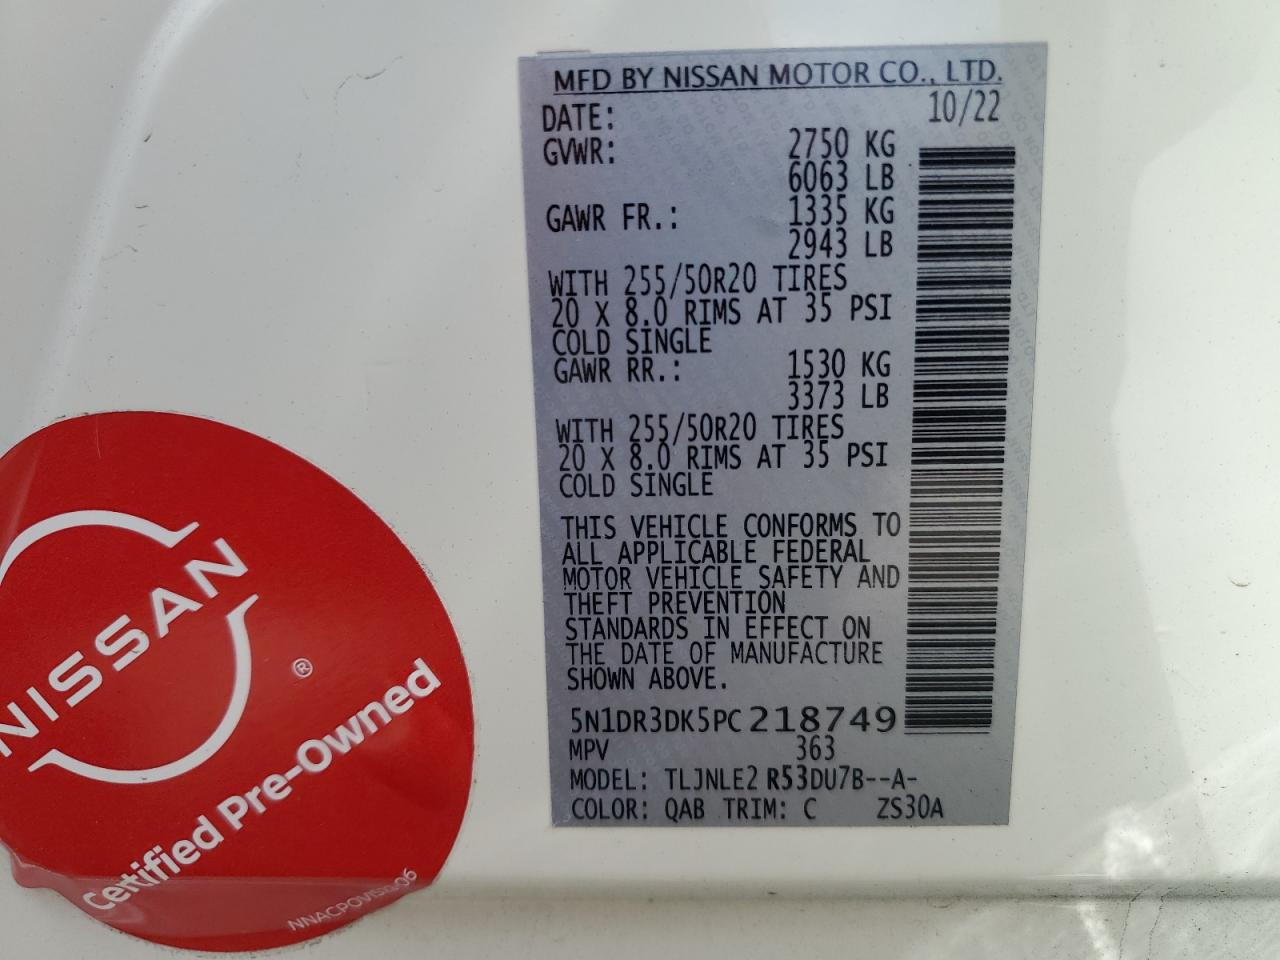 MFD BY NISSAN MOTOR CO., LTD.
DATE: 10/22
GVWR: 2750 KG
6063 LB
GAWR FR.: 1335 KG
2943 LB
WITH 255/50R20 TIRES
20 X 8.0 RIMS AT 35 PSI
COLD SINGLE
GAWR RR.: 1530 KG
3373 LB
WITH 255/50R20 TIRES
20 X 8.0 RIMS AT 35 PSI
COLD SINGLE
THIS VEHICLE CONFORMS TO
ALL APPLICABLE FEDERAL
MOTOR VEHICLE SAFETY AND
THEFT PREVENTION
STANDARDS IN EFFECT ON
THE DATE OF MANUFACTURE
SHOWN ABOVE.
5N1DR3DK5PC218749
MPV 363
MODEL: TLJNLE2 R53DU7B--A-
COLOR: QAB TRIM: C ZS30A
NISSAN
®
Certified Pre-Owned